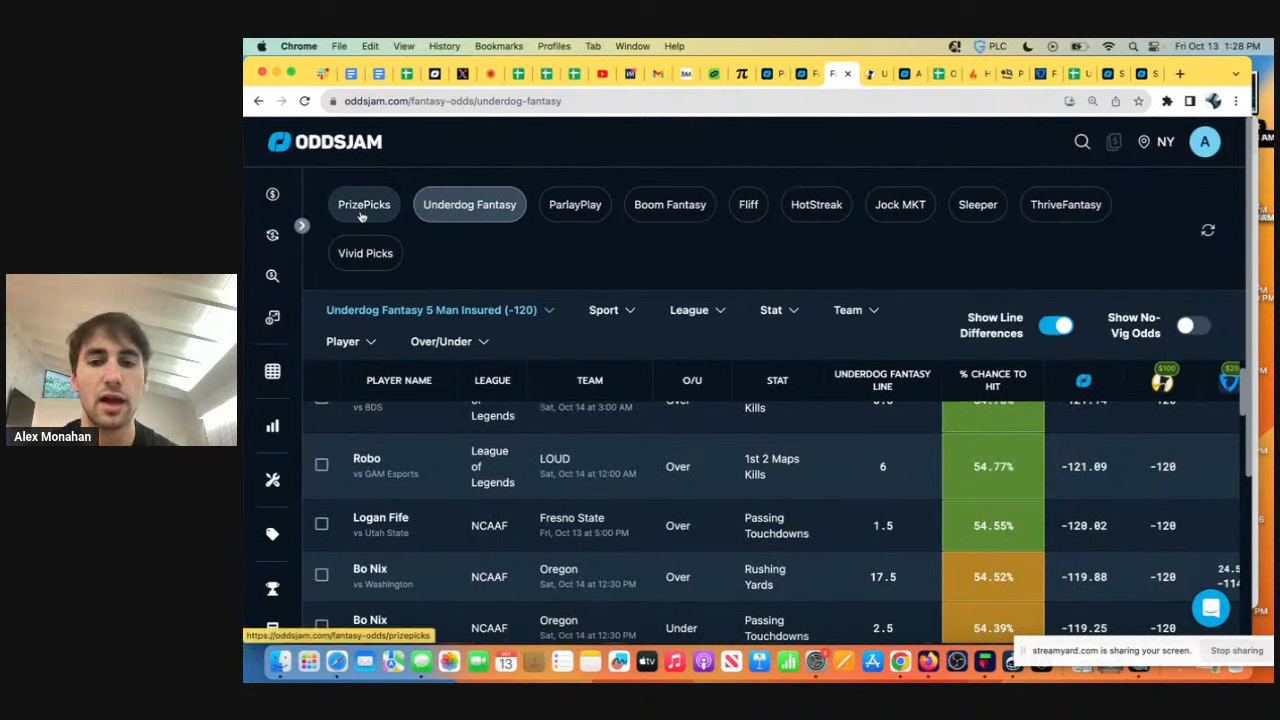 Chrome File Edit View History Bookmarks Profiles Tab Window Help PLC Fri Oct 13 1:28 PM
oddsjam.com/fantasy-odds/underdog-fantasy
ODDSJAM NY A
PrizePicks Underdog Fantasy ParlayPlay Boom Fantasy Fliff HotStreak Jock MKT Sleeper ThriveFantasy
Vivid Picks
Underdog Fantasy 5 Man Insured (-120) Sport League Stat Team
Player Over/Under
Show Line Differences
Show No-Vig Odds
PLAYER NAME LEAGUE TEAM O/U STAT UNDERDOG FANTASY LINE % CHANCE TO HIT $100
vs BDS of Legends Sat, Oct 14 at 3:00 AM Kills
Robo vs GAM Esports League of Legends LOUD Sat, Oct 14 at 12:00 AM Over 1st 2 Maps Kills 6 54.77% -121.09 -120
Logan Fife vs Utah State NCAAF Fresno State Fri, Oct 13 at 5:00 PM Over Passing Touchdowns 1.5 54.55% -120.02 -120
Bo Nix vs Washington NCAAF Oregon Sat, Oct 14 at 12:30 PM Over Rushing Yards 17.5 54.52% -119.88 -120
Bo Nix NCAAF Oregon Sat, Oct 14 at 12:30 PM Under Passing Touchdowns 2.5 54.39% -119.25 -120
https://oddsjam.com/fantasy-odds/prizepicks
streamyard.com is sharing your screen. Stop sharing
Alex Monahan